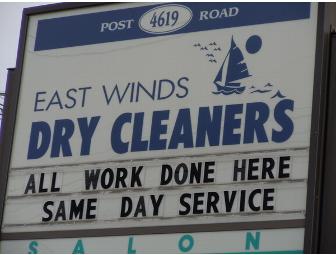 POST 4619 ROAD
EAST WINDS
DRY CLEANERS
ALL WORK DONE HERE
SAME DAY SERVICE
SALON